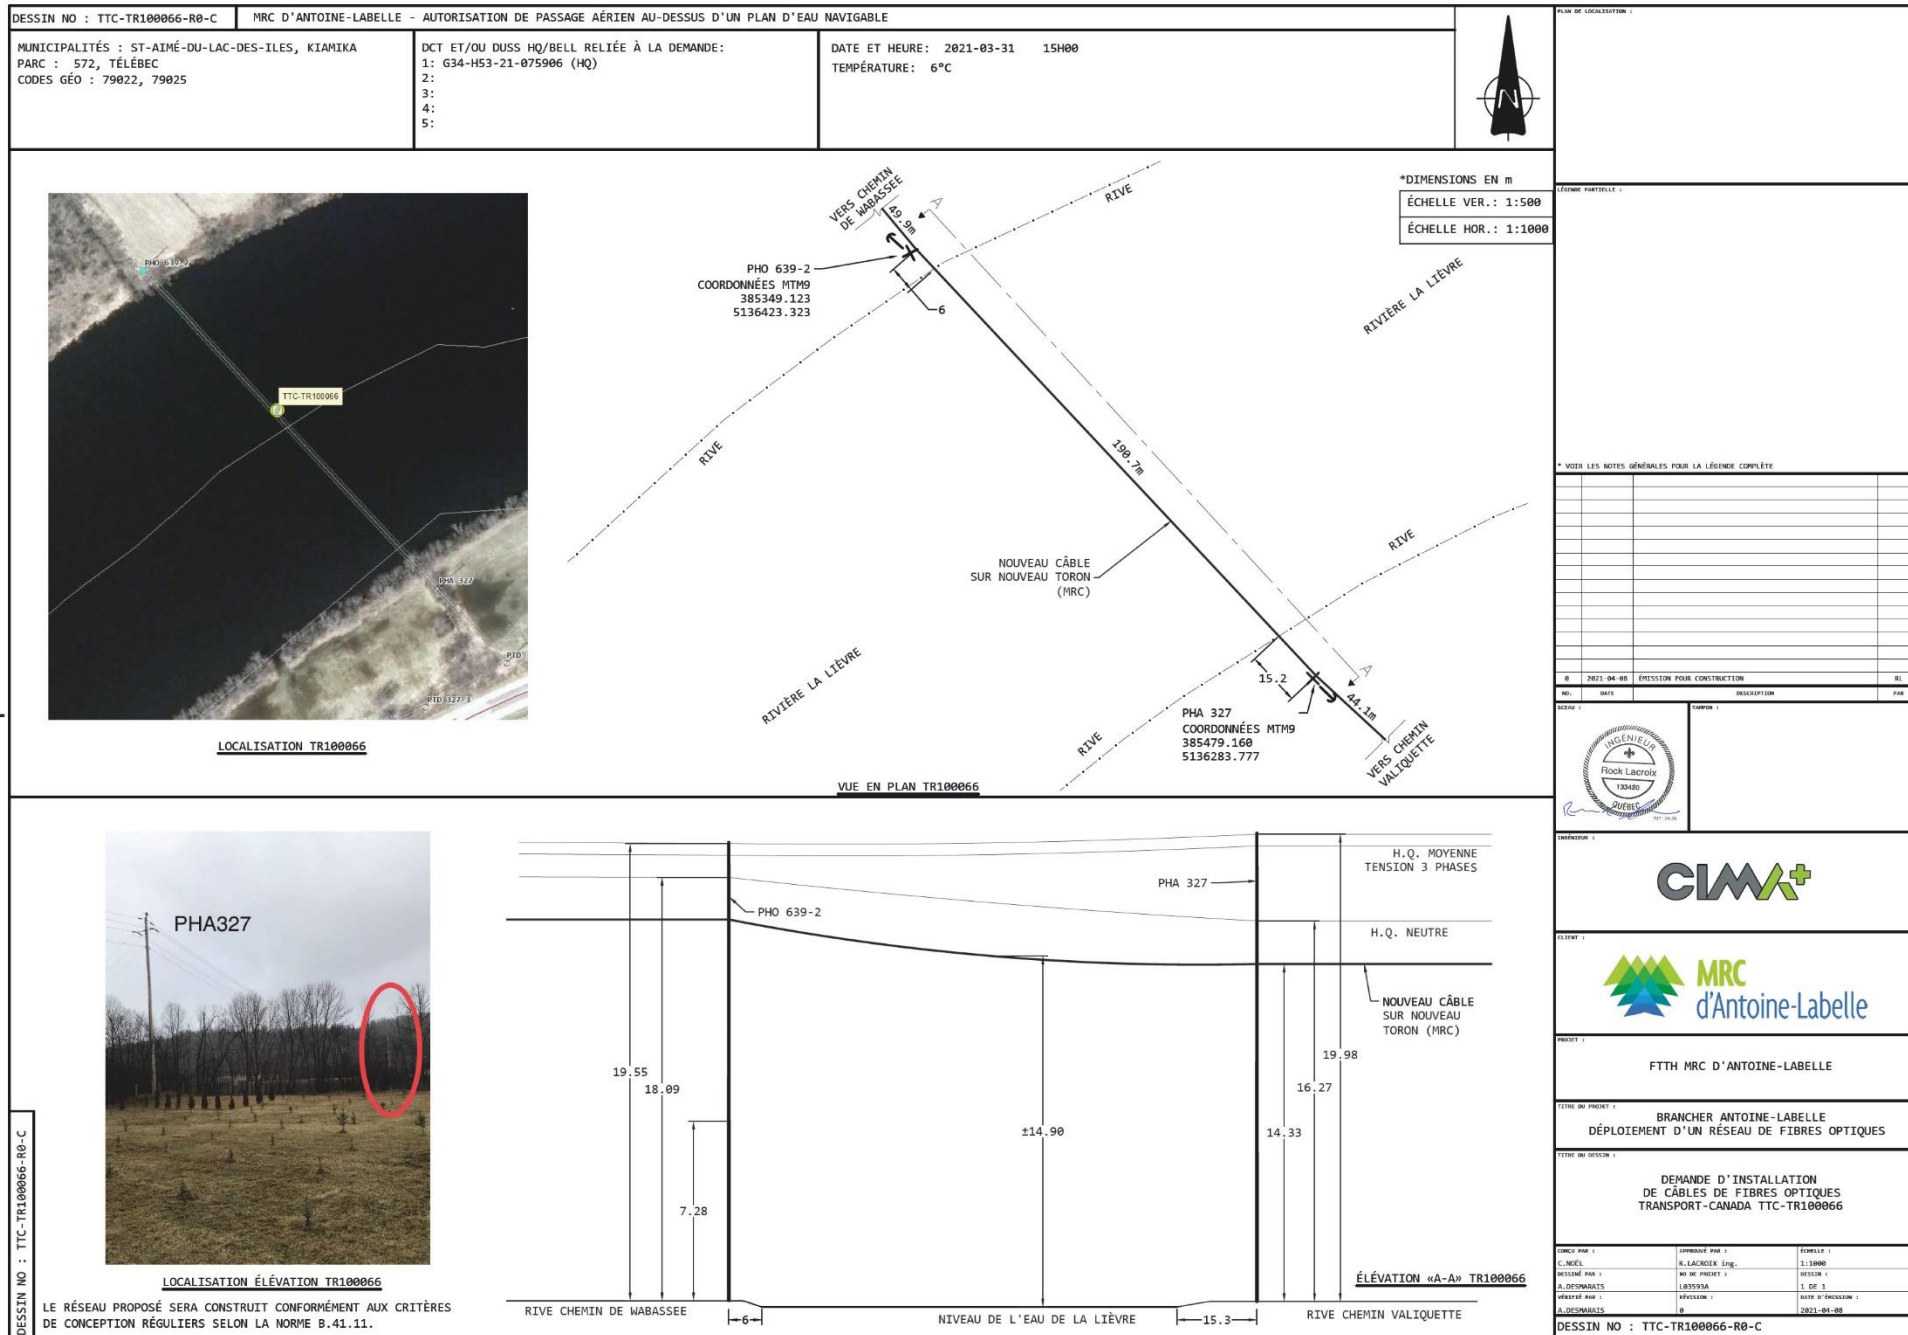 DESSIN NO : TTC-TR100066-R0-C
MRC D'ANTOINE-LABELLE - AUTORISATION DE PASSAGE AÉRIEN AU-DESSUS D'UN PLAN D'EAU NAVIGABLE
MUNICIPALITÉS : ST-AIMÉ-DU-LAC-DES-ILES, KIAMIKA
PARC : 572, TÉLÉBEC
CODES GÉO : 79022, 79025
DCT ET/OU DUSS HQ/BELL RELIÉE À LA DEMANDE:
1: G34-H53-21-075906 (HQ)
2:
3:
4:
5:
DATE ET HEURE: 2021-03-31 15H00
TEMPÉRATURE: 6°C
N
PLAN DE LOCALISATION :
*DIMENSIONS EN m
ÉCHELLE VER.: 1:500
ÉCHELLE HOR.: 1:1000
LÉGENDE PARTIELLE :
PHO 639-2
TTC-TR100066
PHA 327
PTD
PTD 327-3
LOCALISATION TR100066
VERS CHEMIN
DE WABASSEE
49.9m
A
RIVE
PHO 639-2
COORDONNÉES MTM9
385349.123
5136423.323
6
RIVIÈRE LA LIÈVRE
RIVE
190.7m
NOUVEAU CÂBLE
SUR NOUVEAU TORON
(MRC)
RIVE
RIVIÈRE LA LIÈVRE
15.2
A
44.1m
PHA 327
COORDONNÉES MTM9
385479.160
5136283.777
RIVE
VERS CHEMIN
VALIQUETTE
VUE EN PLAN TR100066
* VOIR LES NOTES GÉNÉRALES POUR LA LÉGENDE COMPLÈTE
0 2021-04-08 ÉMISSION POUR CONSTRUCTION RL
NO. DATE DESCRIPTION PAR
SCEAU :
TAMPON :
INGÉNIEUR
Rock Lacroix
133420
QUÉBEC
PHA327
LOCALISATION ÉLÉVATION TR100066
LE RÉSEAU PROPOSÉ SERA CONSTRUIT CONFORMÉMENT AUX CRITÈRES
DE CONCEPTION RÉGULIERS SELON LA NORME B.41.11.
DESSIN NO : TTC-TR100066-R0-C
H.Q. MOYENNE
TENSION 3 PHASES
PHA 327
PHO 639-2
H.Q. NEUTRE
NOUVEAU CÂBLE
SUR NOUVEAU
TORON (MRC)
19.55
18.09
7.28
±14.90
14.33
16.27
19.98
ÉLÉVATION «A-A» TR100066
RIVE CHEMIN DE WABASSEE
6
NIVEAU DE L'EAU DE LA LIÈVRE
15.3
RIVE CHEMIN VALIQUETTE
INGÉNIEUR :
CIMA+
CLIENT :
MRC
d'Antoine-Labelle
PROJET :
FTTH MRC D'ANTOINE-LABELLE
TITRE DU PROJET :
BRANCHER ANTOINE-LABELLE
DÉPLOIEMENT D'UN RÉSEAU DE FIBRES OPTIQUES
TITRE DU DESSIN :
DEMANDE D'INSTALLATION
DE CÂBLES DE FIBRES OPTIQUES
TRANSPORT-CANADA TTC-TR100066
CONÇU PAR : APPROUVÉ PAR : ÉCHELLE :
C.NOËL R.LACROIX ing. 1:1000
DESSINÉ PAR : NO DE PROJET : DESSIN :
A.DESMARAIS L03593A 1 DE 1
VÉRIFIÉ PAR : RÉVISION : DATE D'ÉMISSION :
A.DESMARAIS 0 2021-04-08
DESSIN NO : TTC-TR100066-R0-C